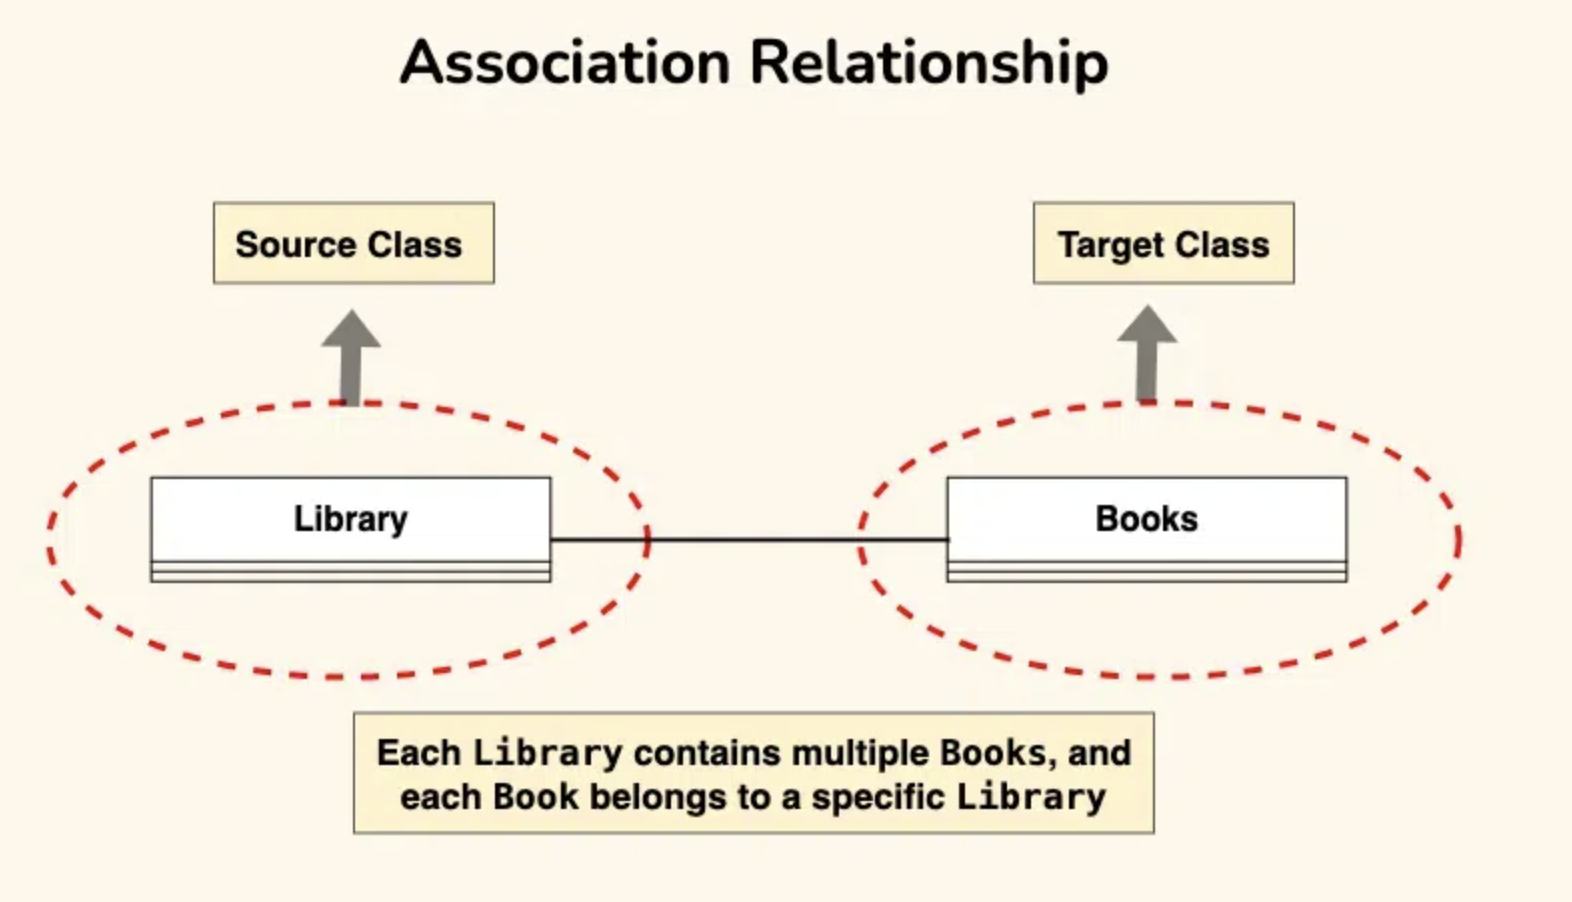 Association Relationship
Source Class
Target Class
Library
Books
Each Library contains multiple Books, and
each Book belongs to a specific Library